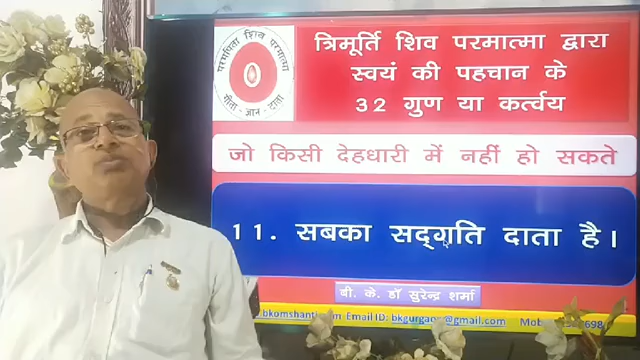 परमपिता शिव परमात्मा
गीता - ज्ञान - दाता
त्रिमूर्ति शिव परमात्मा द्वारा
स्वयं की पहचान के
32 गुण या कर्त्वय
जो किसी देहधारी में नहीं हो सकते
11. सबका सद्गति दाता है।
बी. के. डॉ सुरेन्द्र शर्मा
Email ID: bkgurgaon@gmail.com